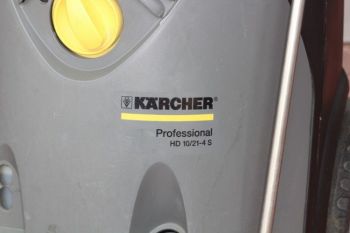 KÄRCHER®
Professional
HD 10/21-4 S